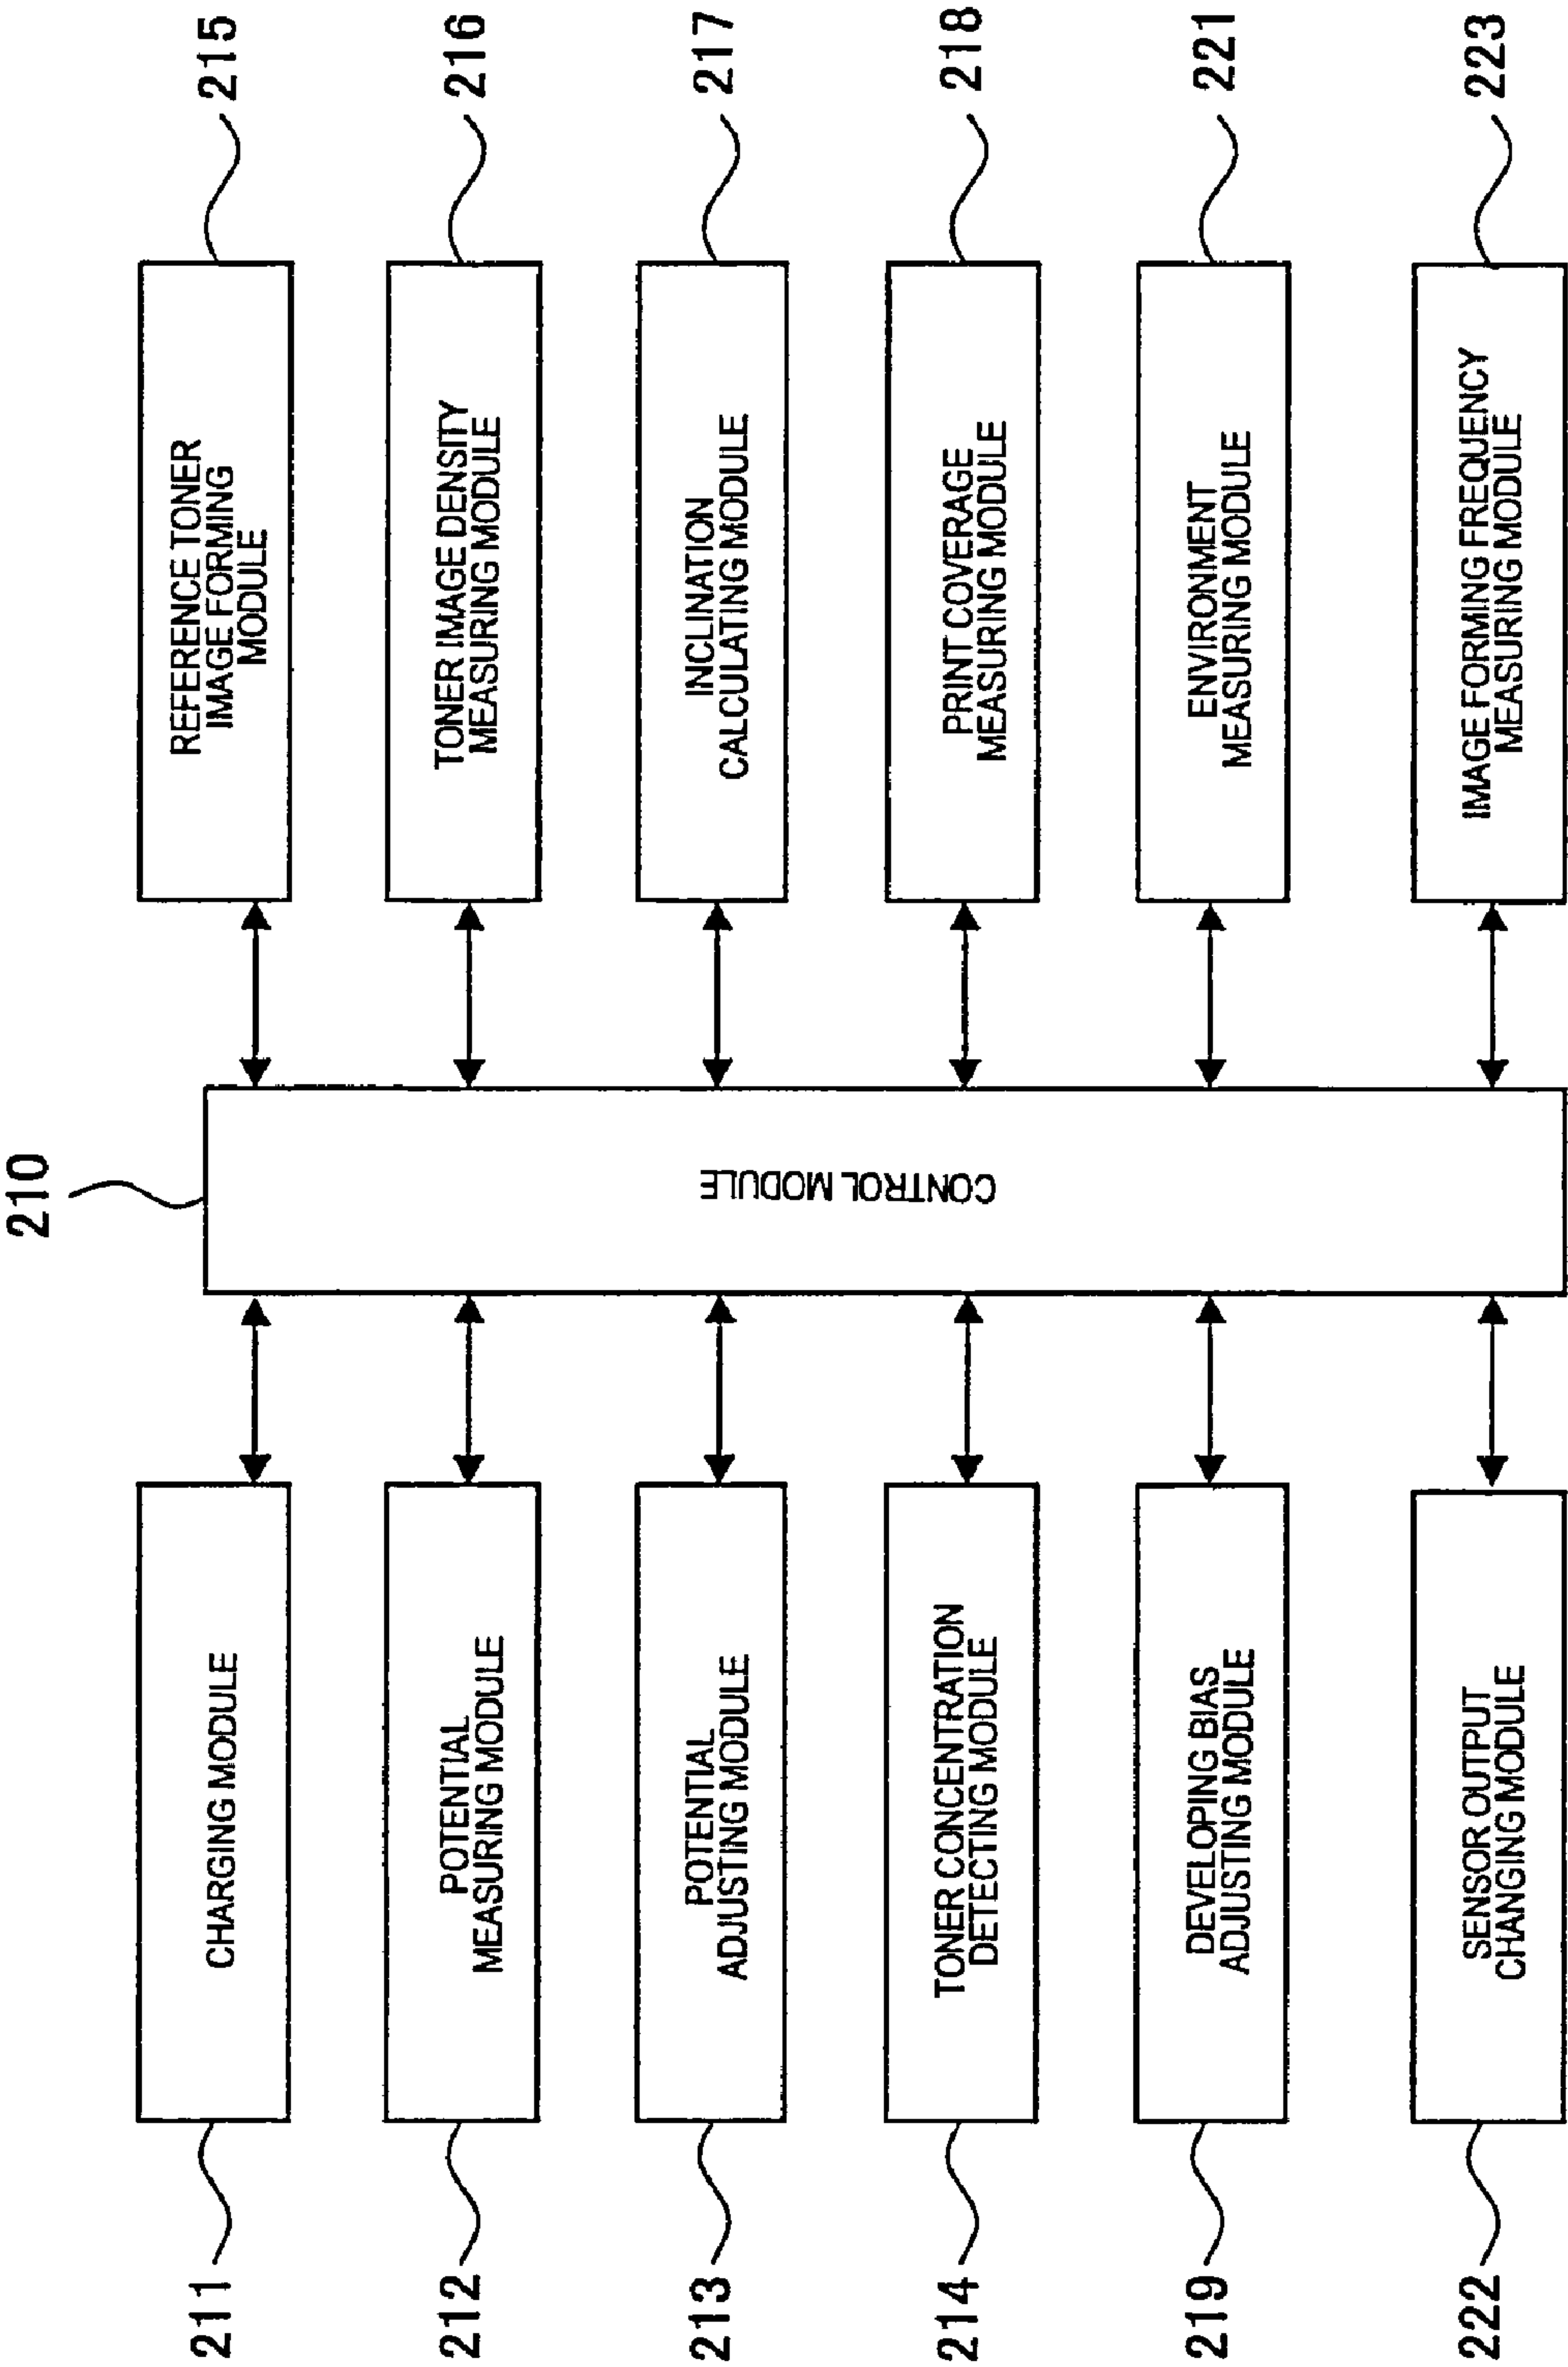 210
211
CHARGING MODULE
212
POTENTIAL
MEASURING MODULE
213
POTENTIAL
ADJUSTING MODULE
214
TONER CONCENTRATION
DETECTING MODULE
219
DEVELOPING BIAS
ADJUSTING MODULE
222
SENSOR OUTPUT
CHANGING MODULE
CONTROL MODULE
REFERENCE TONER
IMAGE FORMING
MODULE
215
TONER IMAGE DENSITY
MEASURING MODULE
216
INCLINATION
CALCULATING MODULE
217
PRINT COVERAGE
MEASURING MODULE
218
ENVIRONMENT
MEASURING MODULE
221
IMAGE FORMING FREQUENCY
MEASURING MODULE
223